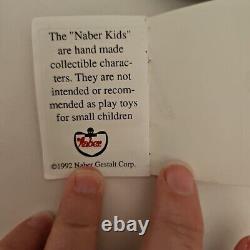 The "Naber Kids"
are hand made
collectible charac-
ters. They are not
intended or recom-
mended as play toys
for small children
Naber
©1992 Naber Gestalt Corp.